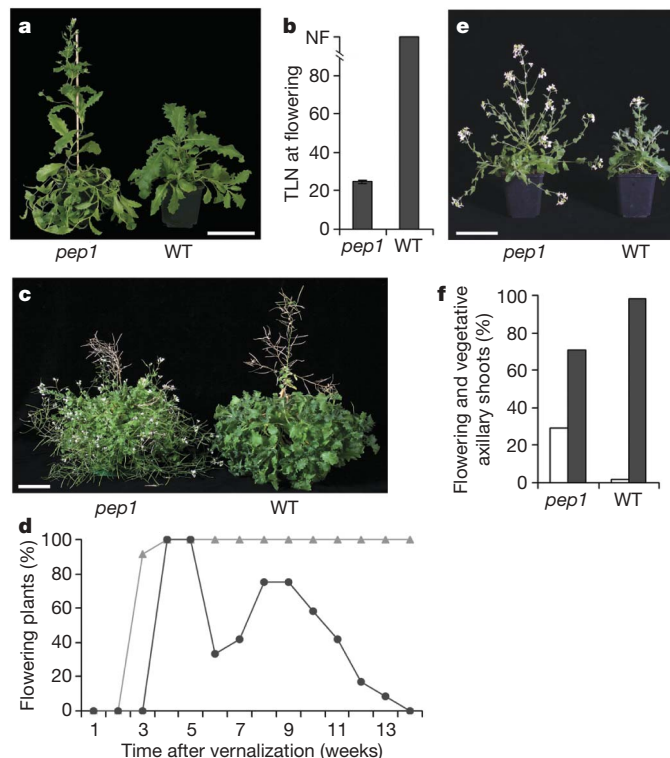 a
pep1 WT
b
NF
80
60
40
20
0
TLN at flowering
pep1 WT
e
pep1 WT
c
pep1 WT
f
100
80
60
40
20
0
Flowering and vegetative
axillary shoots (%)
pep1 WT
d
100
80
60
40
20
0
Flowering plants (%)
1 3 5 7 9 11 13
Time after vernalization (weeks)